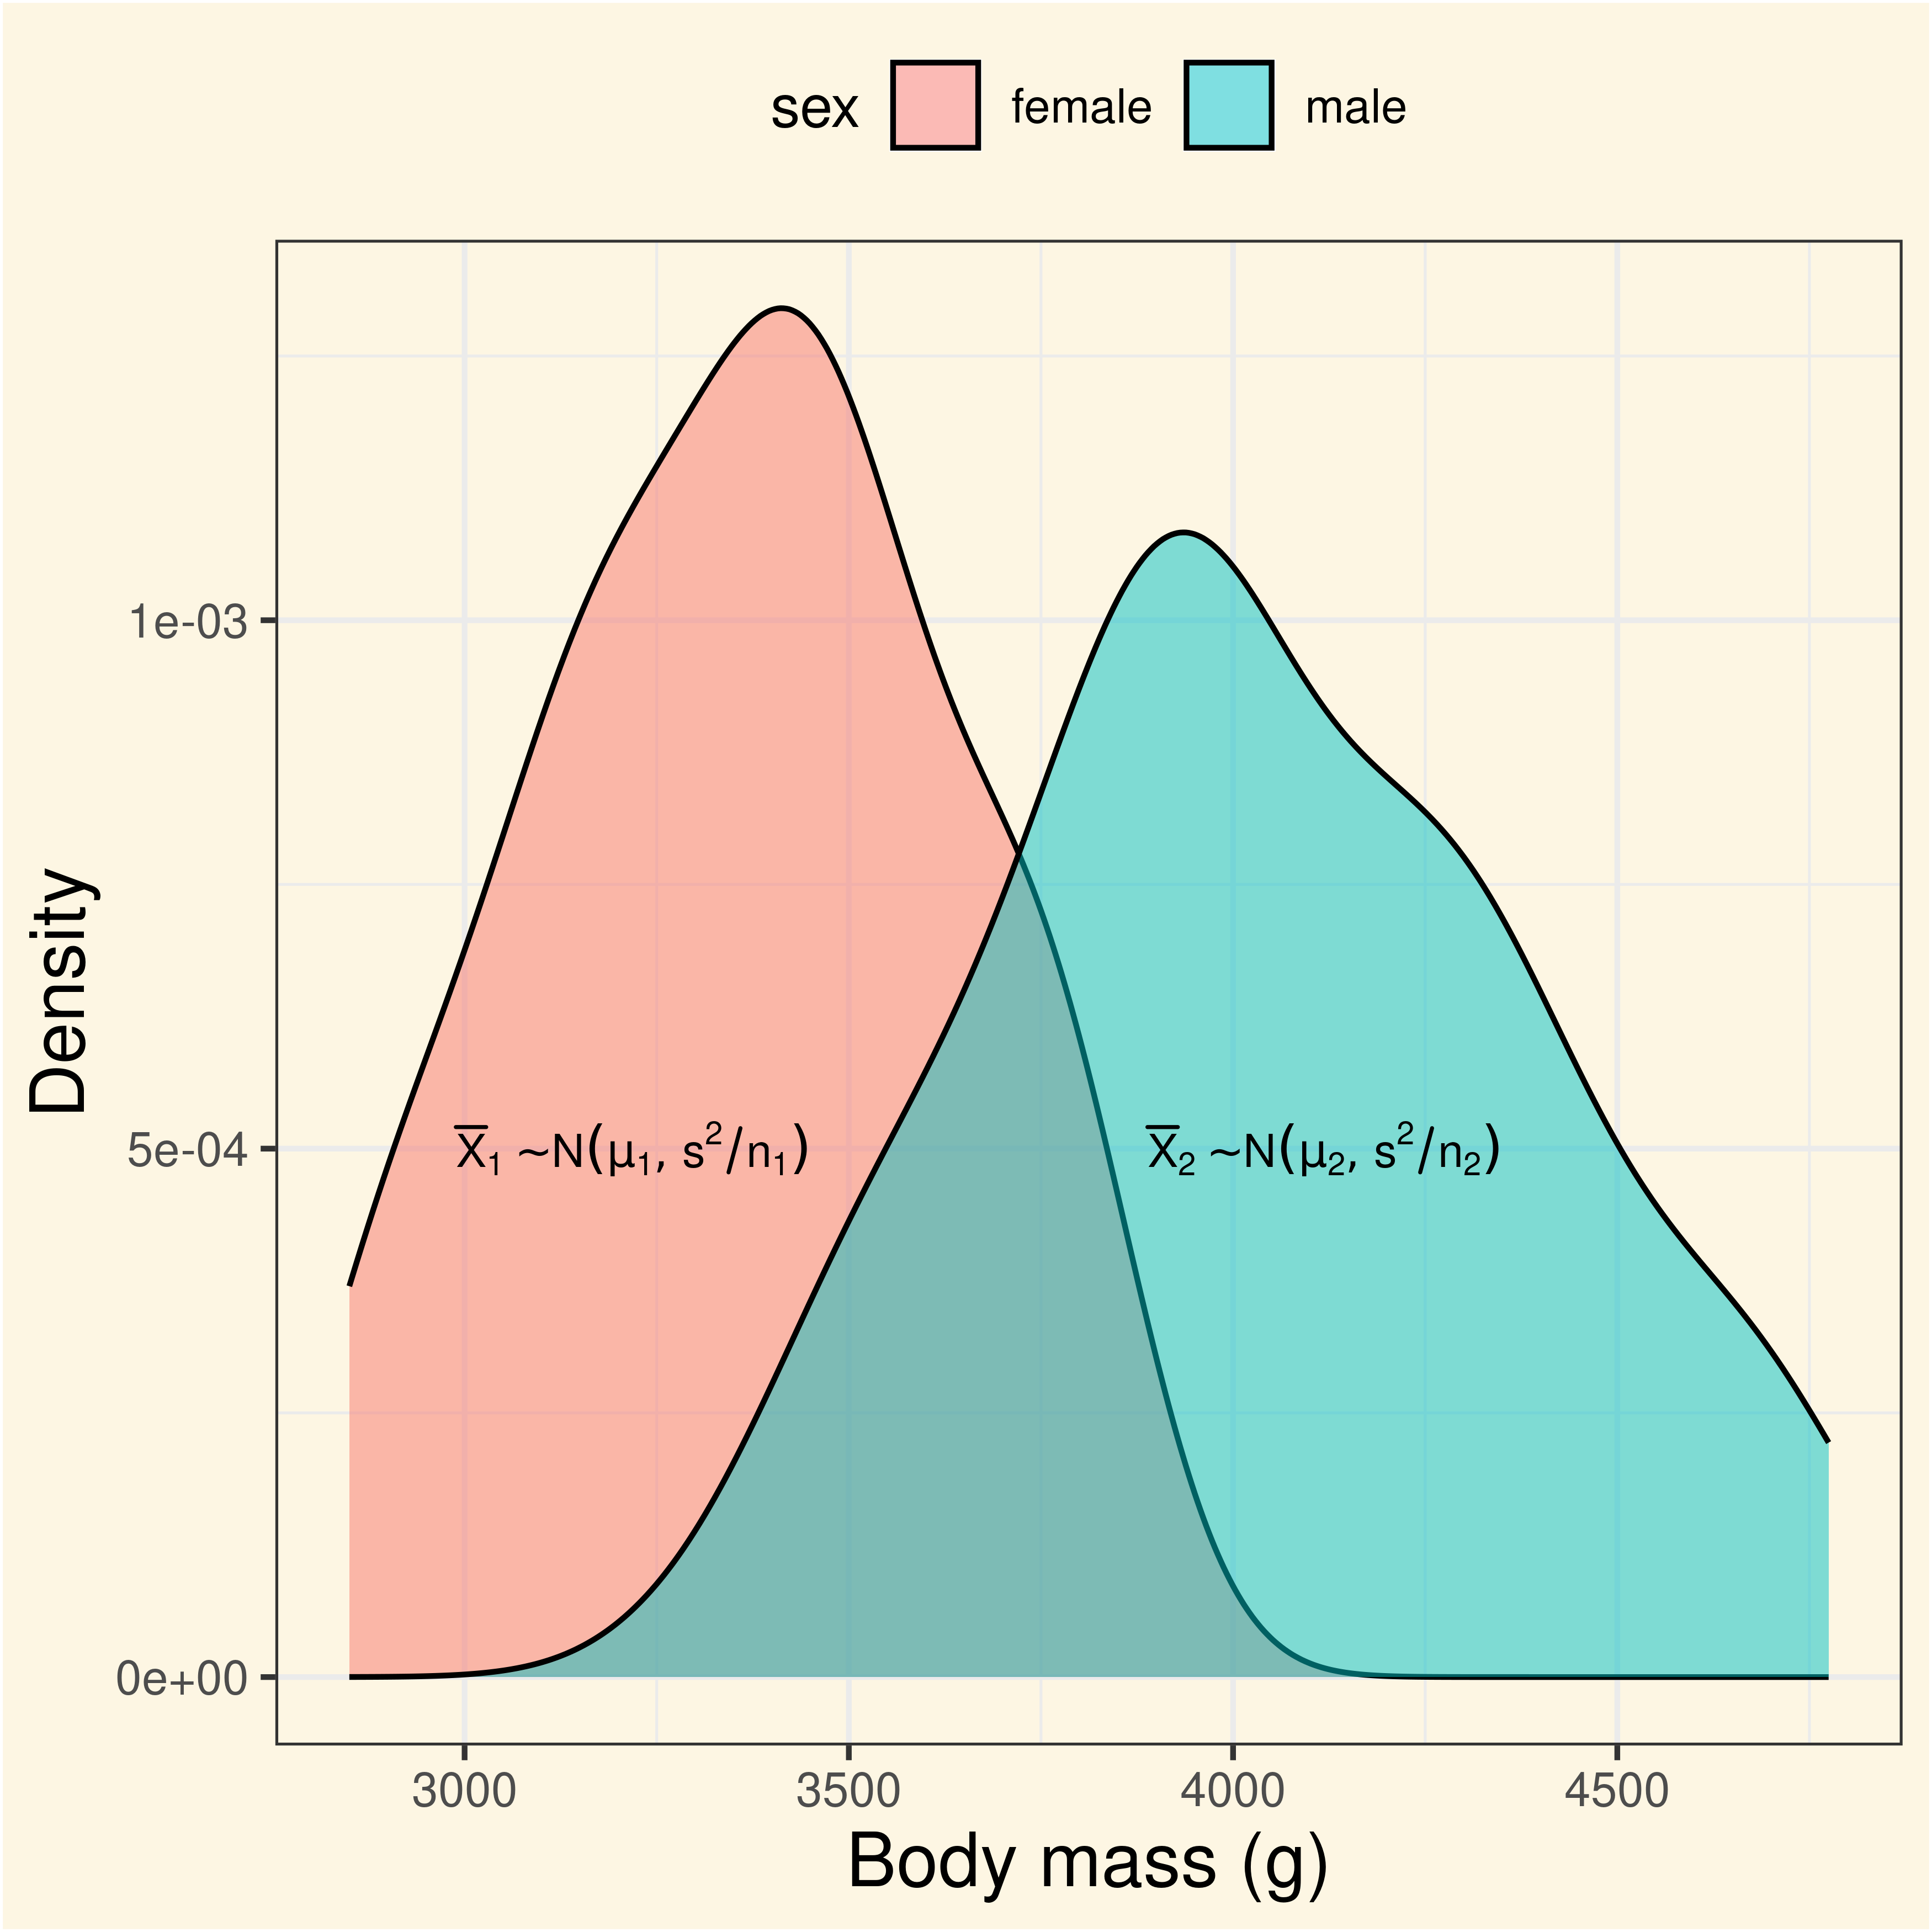 sex female male
Density
1e-03
5e-04
0e+00
X̅₁ ~N(μ₁, s²/n₁)
X̅₂ ~N(μ₂, s²/n₂)
3000 3500 4000 4500
Body mass (g)